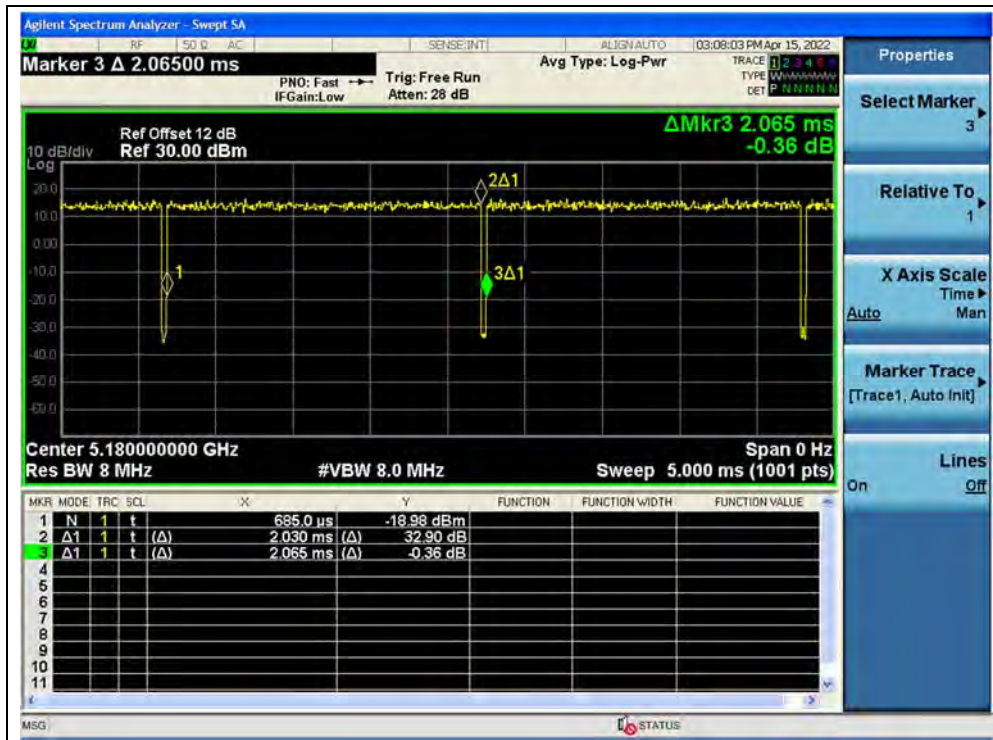 Agilent Spectrum Analyzer - Swept SA
LXI RF 50 Ω AC SENSE:INT ALIGN AUTO 03:08:03 PM Apr 15, 2022
Marker 3 Δ 2.06500 ms
PNO: Fast
IFGain:Low
Trig: Free Run
Atten: 28 dB
Avg Type: Log-Pwr
TRACE 1 2 3 4 5 6
TYPE
DET P N N N N N
ΔMkr3 2.065 ms
-0.36 dB
Ref Offset 12 dB
10 dB/div Ref 30.00 dBm
Log
20.0
10.0
0.00
-10.0
-20.0
-30.0
-40.0
-50.0
-60.0
2Δ1
1
3Δ1
Center 5.180000000 GHz Span 0 Hz
Res BW 8 MHz #VBW 8.0 MHz Sweep 5.000 ms (1001 pts)
MKR MODE TRC SCL X Y FUNCTION FUNCTION WIDTH FUNCTION VALUE
1 N 1 t 685.0 µs -18.98 dBm
2 Δ1 1 t (Δ) 2.030 ms (Δ) 32.90 dB
3 Δ1 1 t (Δ) 2.065 ms (Δ) -0.36 dB
4
5
6
7
8
9
10
11
MSG STATUS
Properties
Select Marker
3
Relative To
1
X Axis Scale
Time
Auto Man
Marker Trace
[Trace1, Auto Init]
Lines
On Off